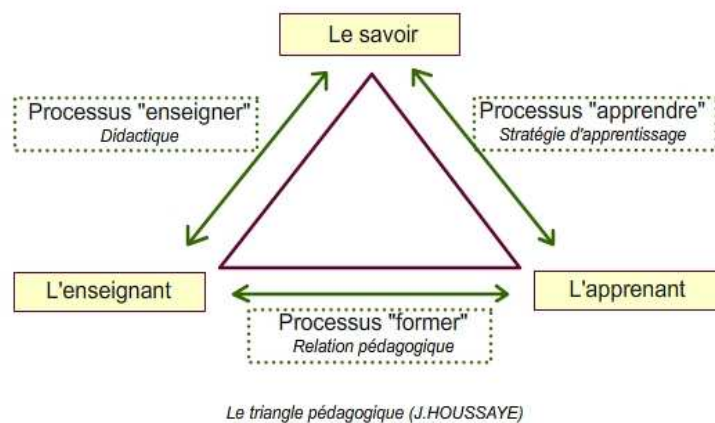 Le savoir
Processus "enseigner"
Didactique
Processus "apprendre"
Stratégie d'apprentissage
L'enseignant
L'apprenant
Processus "former"
Relation pédagogique
Le triangle pédagogique (J.HOUSSAYE)